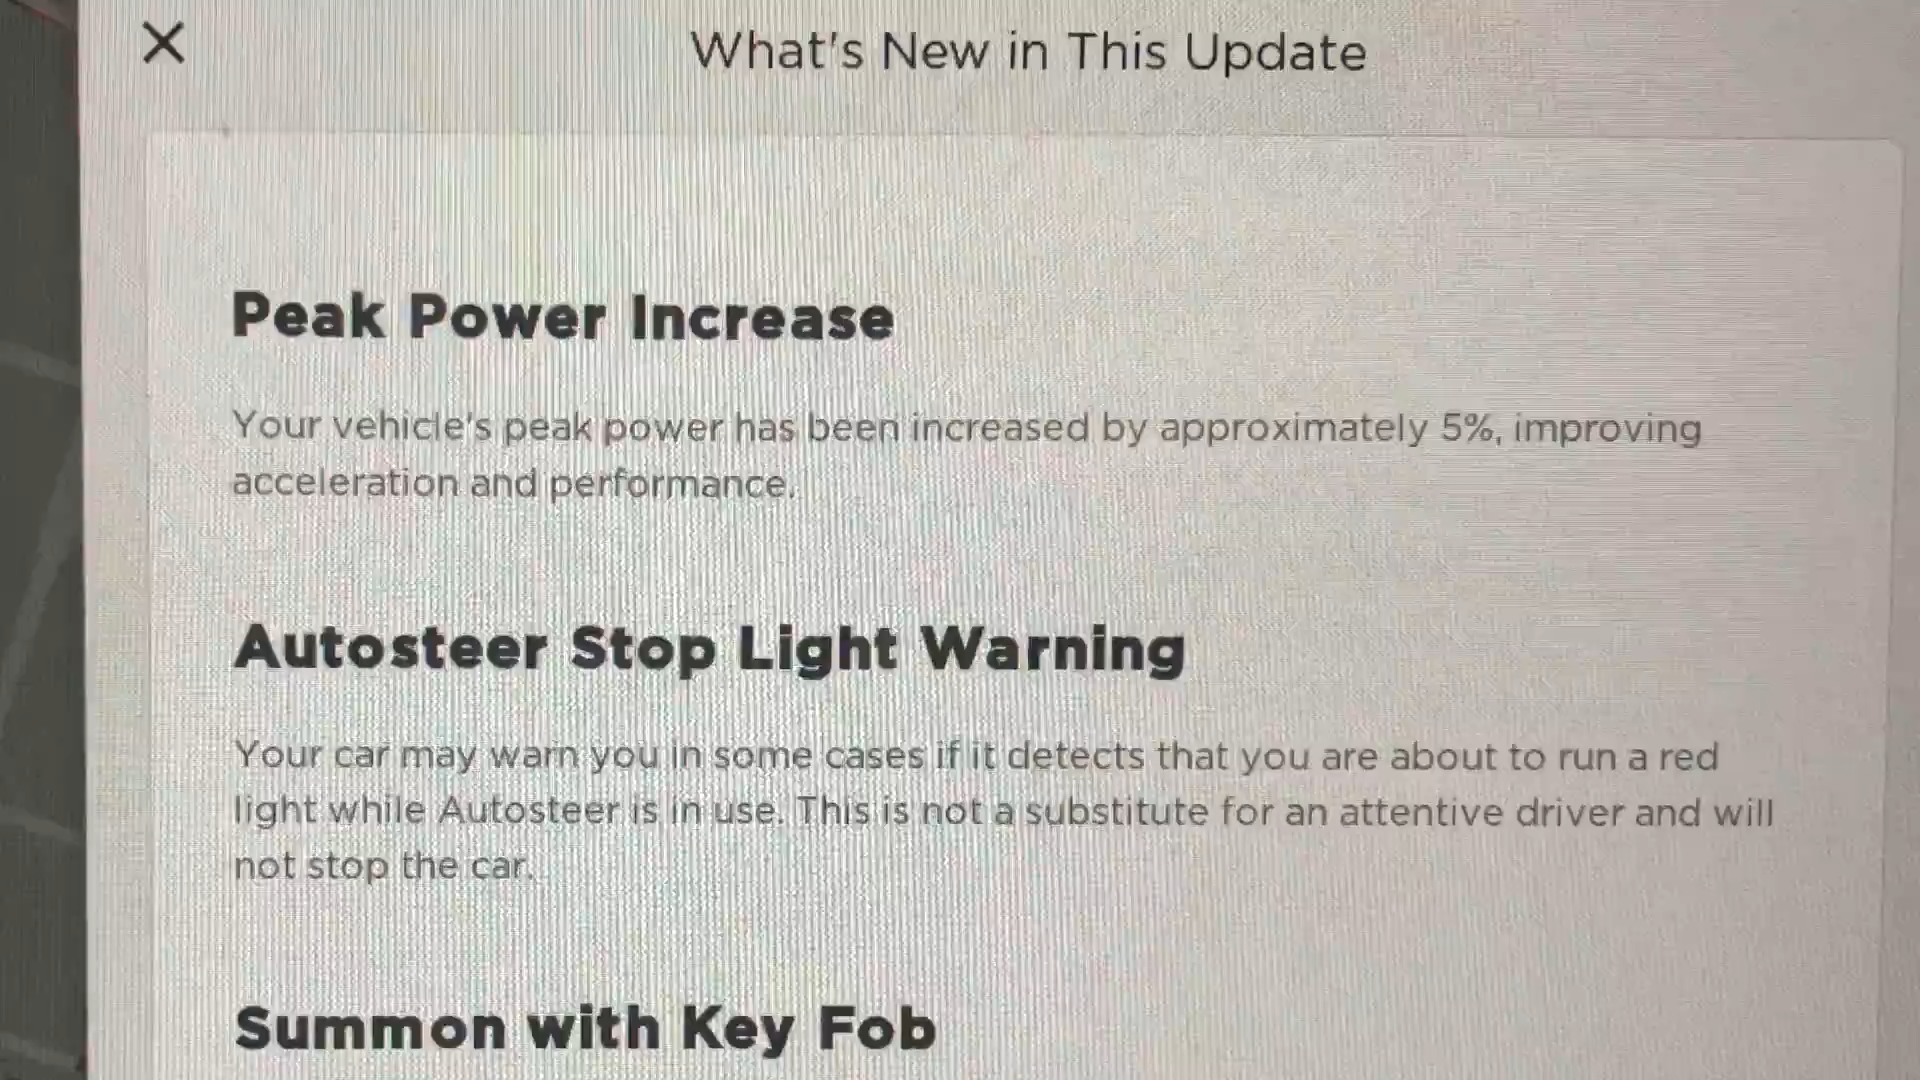 What's New in This Update
Peak Power Increase
Your vehicle's peak power has been increased by approximately 5%, improving
acceleration and performance.
Autosteer Stop Light Warning
Your car may warn you in some cases if it detects that you are about to run a red
light while Autosteer is in use. This is not a substitute for an attentive driver and will
not stop the car.
Summon with Key Fob